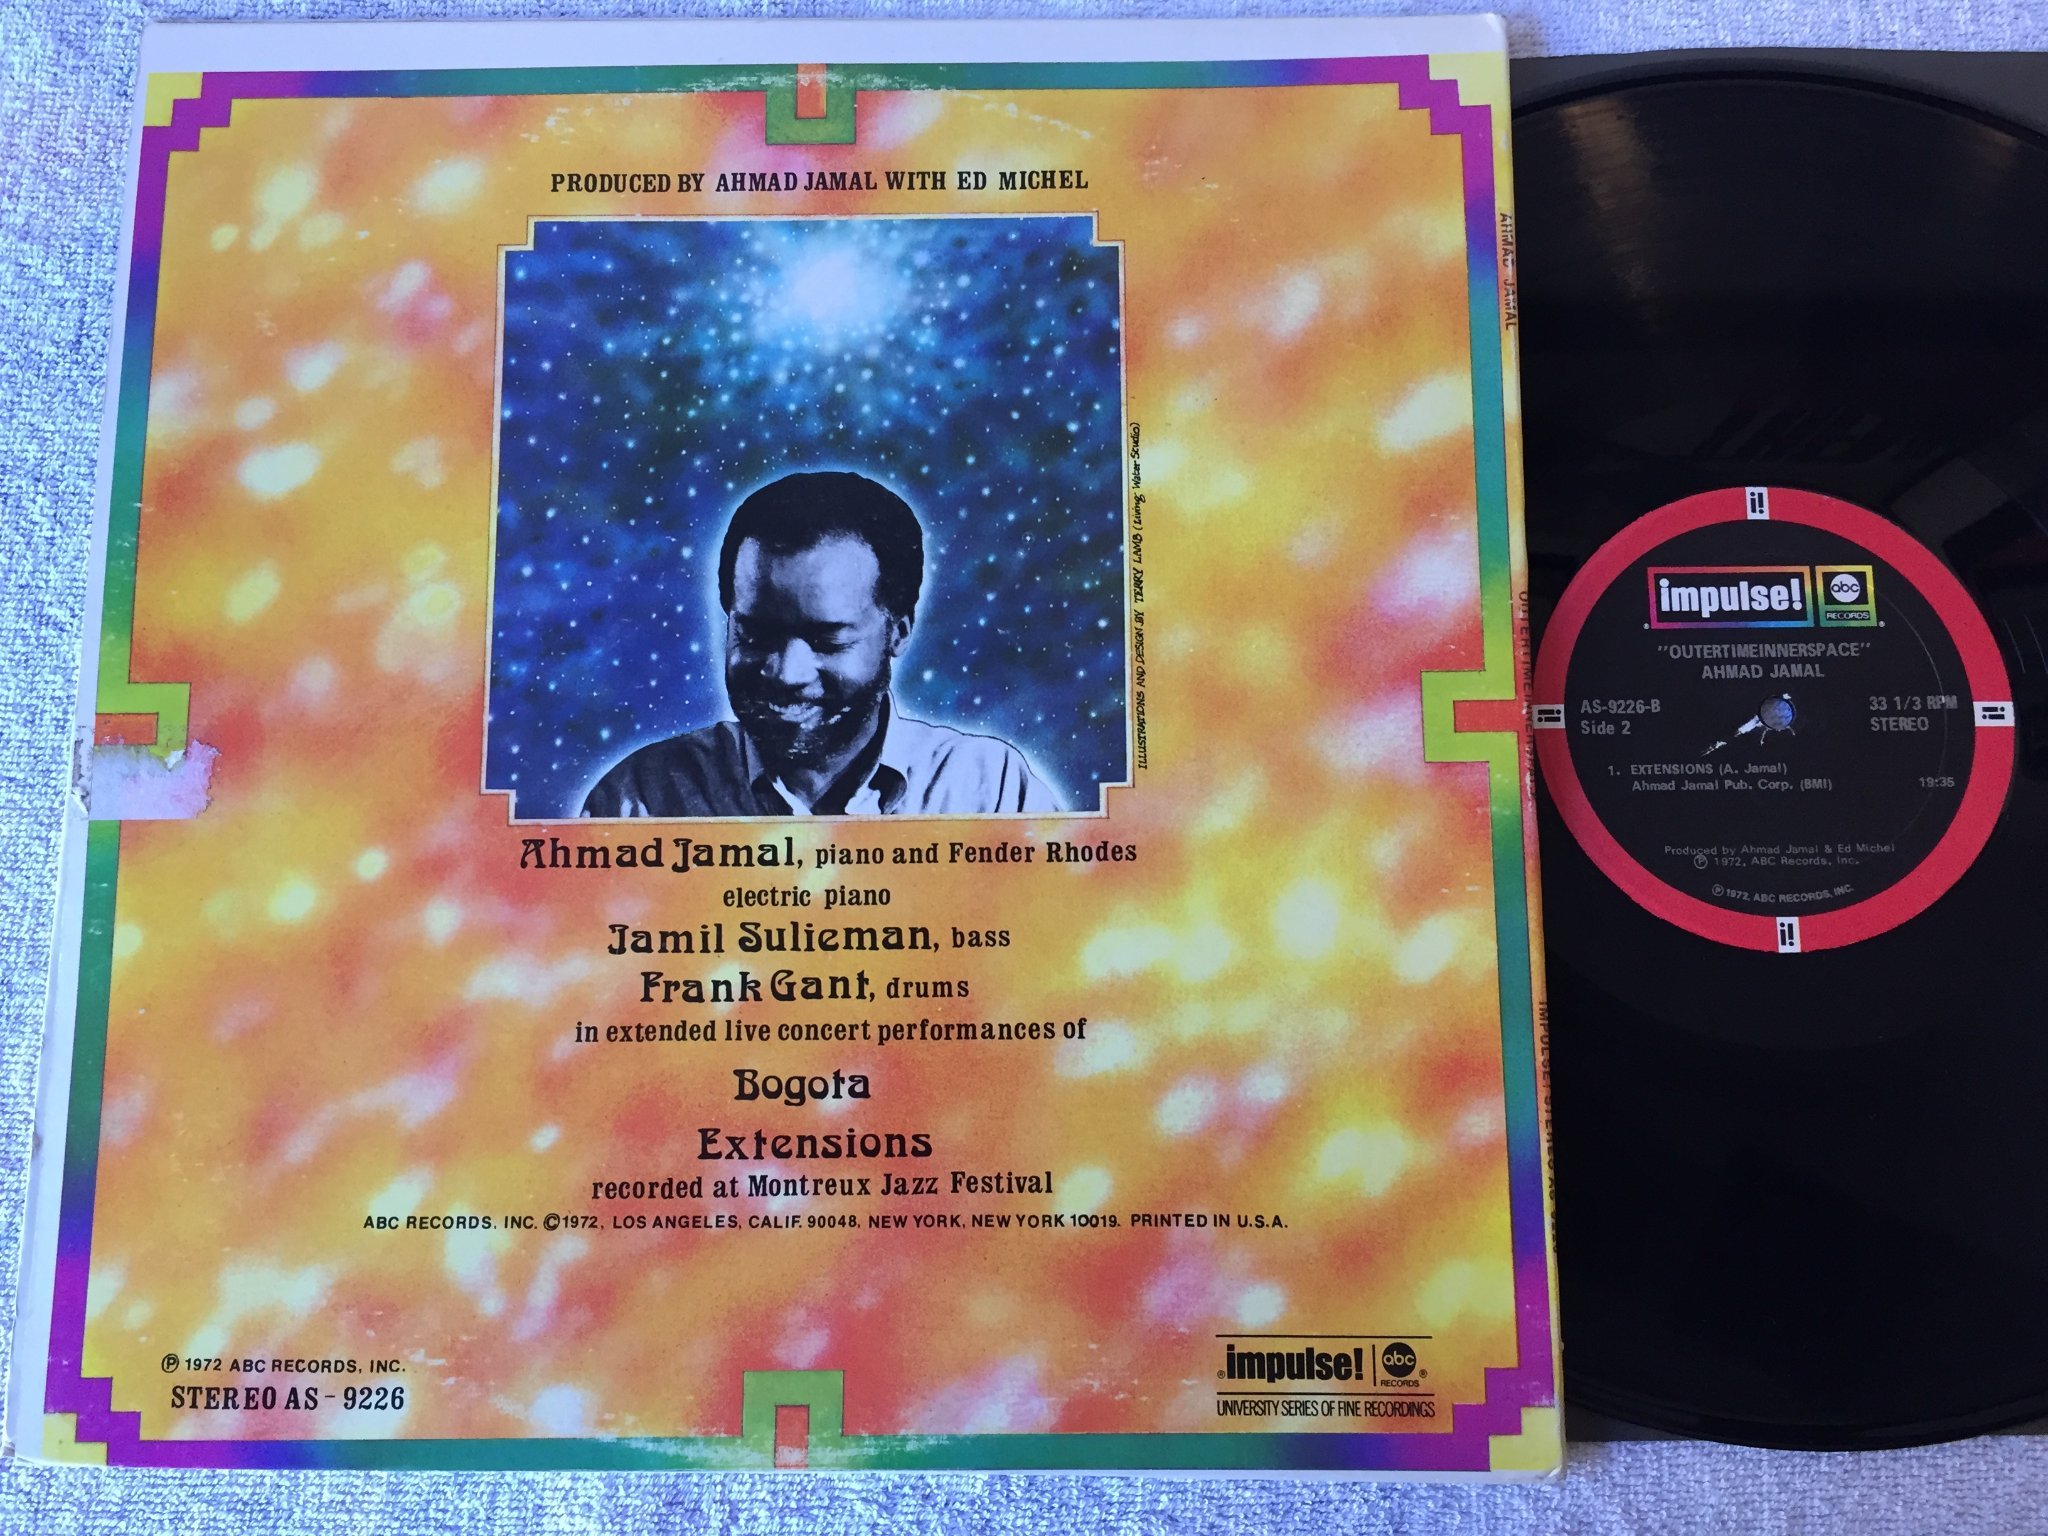 PRODUCED BY AHMAD JAMAL WITH ED MICHEL
ILLUSTRATIONS AND DESIGN BY TERRY LAMB (Living Water Studio)
Ahmad Jamal, piano and Fender Rhodes
electric piano
Jamil Sulieman, bass
Frank Gant, drums
in extended live concert performances of
Bogota
Extensions
recorded at Montreux Jazz Festival
ABC RECORDS, INC. ©1972, LOS ANGELES, CALIF. 90048, NEW YORK, NEW YORK 10019. PRINTED IN U.S.A.
℗ 1972 ABC RECORDS, INC.
STEREO AS-9226
® impulse! abc RECORDS ®
UNIVERSITY SERIES OF FINE RECORDINGS
AHMAD JAMAL
i!
® impulse! abc RECORDS ®
"OUTERTIMEINNERSPACE"
AHMAD JAMAL
AS-9226-B 33 1/3 RPM
Side 2 STEREO
i! i!
1. EXTENSIONS (A. Jamal)
Ahmad Jamal Pub. Corp. (BMI) 19:35
Produced by Ahmad Jamal & Ed Michel
℗ 1972, ABC Records, Inc.
℗ 1972, ABC RECORDS, INC.
i!